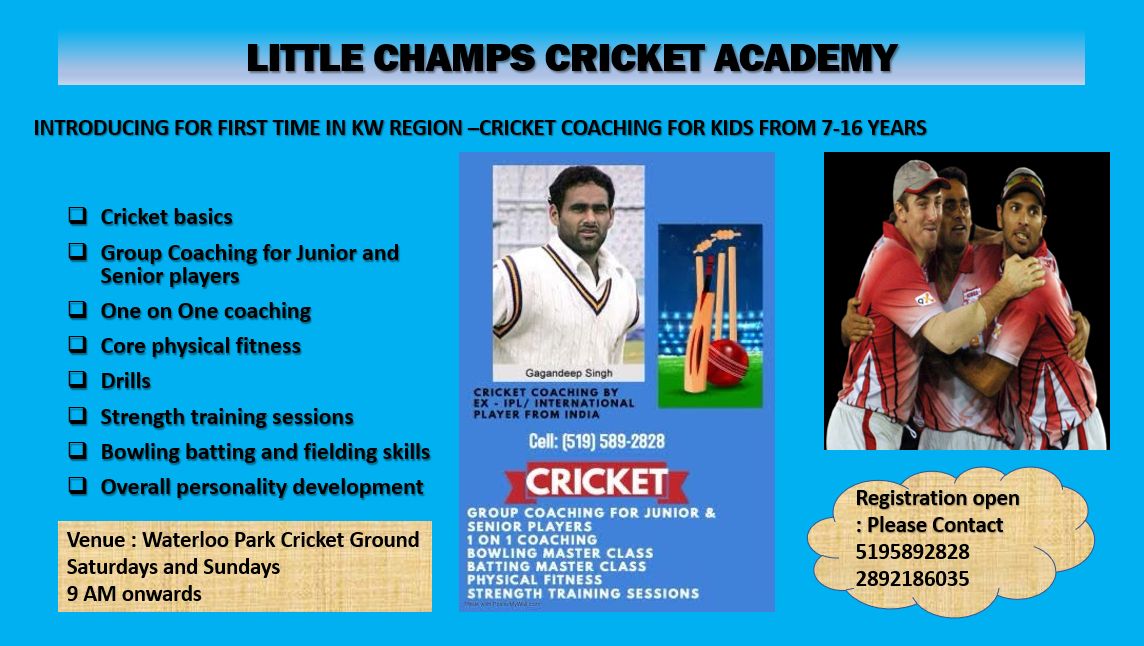 LITTLE CHAMPS CRICKET ACADEMY
INTRODUCING FOR FIRST TIME IN KW REGION –CRICKET COACHING FOR KIDS FROM 7-16 YEARS
Cricket basics
Group Coaching for Junior and
Senior players
One on One coaching
Core physical fitness
Drills
Strength training sessions
Bowling batting and fielding skills
Overall personality development
Venue : Waterloo Park Cricket Ground
Saturdays and Sundays
9 AM onwards
Gagandeep Singh
CRICKET COACHING BY
EX - IPL/ INTERNATIONAL
PLAYER FROM INDIA
Cell: (519) 589-2828
CRICKET
GROUP COACHING FOR JUNIOR &
SENIOR PLAYERS
1 ON 1 COACHING
BOWLING MASTER CLASS
BATTING MASTER CLASS
PHYSICAL FITNESS
STRENGTH TRAINING SESSIONS
Made with PosterMyWall.com
Registration open
: Please Contact
5195892828
2892186035